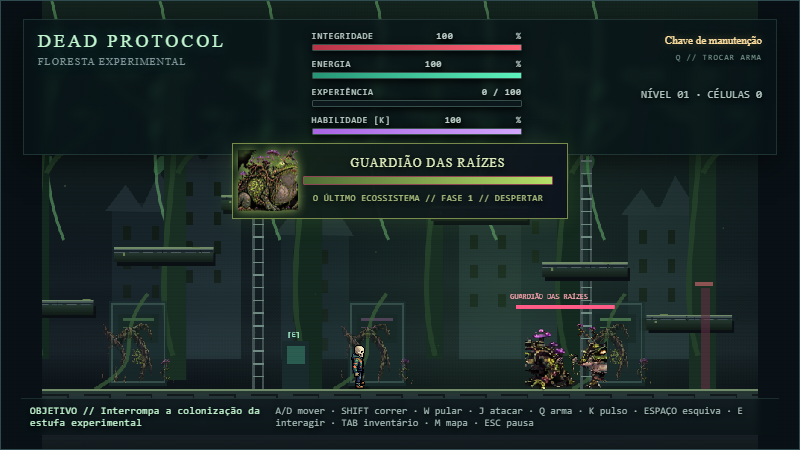 DEAD PROTOCOL
FLORESTA EXPERIMENTAL
INTEGRIDADE 100 %
ENERGIA 100 %
EXPERIÊNCIA 0 / 100
HABILIDADE [K] 100 %
Chave de manutenção
Q // TROCAR ARMA
NÍVEL 01 · CÉLULAS 0
GUARDIÃO DAS RAÍZES
O ÚLTIMO ECOSSISTEMA // FASE 1 // DESPERTAR
GUARDIÃO DAS RAÍZES
[E]
OBJETIVO // Interrompa a colonização da
estufa experimental
A/D mover · SHIFT correr · W pular · J atacar · Q arma · K pulso · ESPAÇO esquiva · E
interagir · TAB inventário · M mapa · ESC pausa